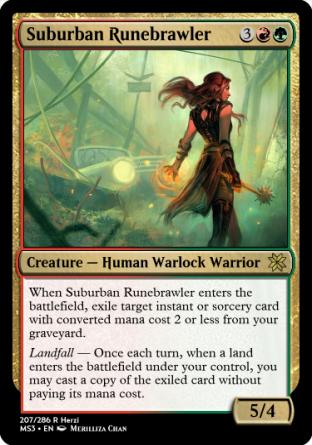 Suburban Runebrawler 3
Creature — Human Warlock Warrior
When Suburban Runebrawler enters the
battlefield, exile target instant or sorcery card
with converted mana cost 2 or less from your
graveyard.
Landfall — Once each turn, when a land
enters the battlefield under your control, you
may cast a copy of the exiled card without
paying its mana cost.
5/4
207/286 R Herzi
MS3 • EN Merilliza Chan